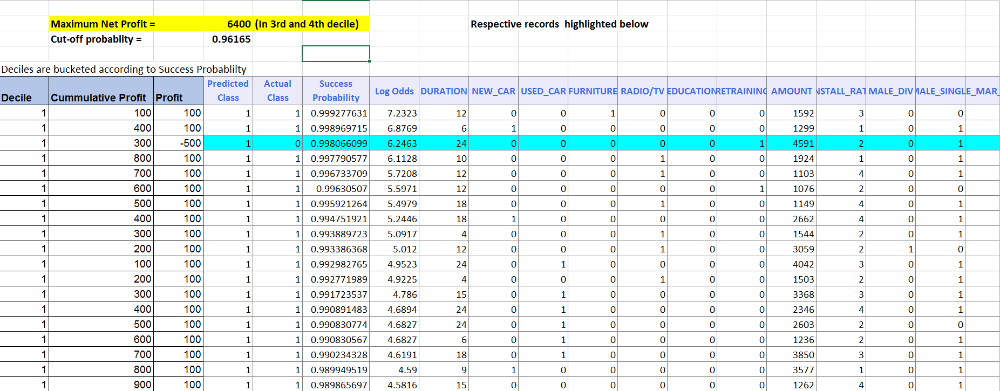 Maximum Net Profit = 6400 (In 3rd and 4th decile) Respective records highlighted below
Cut-off probablity = 0.96165
Deciles are bucketed according to Success Probablilty
Decile Cummulative Profit Profit Predicted Class Actual Class Success Probability Log Odds DURATION NEW_CAR USED_CAR FURNITURE RADIO/TV EDUCATION RETRAINING AMOUNT NSTALL_RAT MALE_DIV MALE_SINGLE E_MAR_
1 100 100 1 1 0.999277631 7.2323 12 0 0 1 0 0 0 1592 3 0 0
1 400 100 1 1 0.998969715 6.8769 6 1 0 0 0 0 0 1299 1 0 1
1 300 -500 1 0 0.998066099 6.2463 24 0 0 0 0 0 1 4591 2 0 1
1 800 100 1 1 0.997790577 6.1128 10 0 0 0 1 0 0 1924 1 0 1
1 700 100 1 1 0.996733709 5.7208 12 0 0 0 1 0 0 1103 4 0 1
1 600 100 1 1 0.99630507 5.5971 12 0 0 0 0 0 1 1076 2 0 0
1 500 100 1 1 0.995921264 5.4979 18 0 0 0 1 0 0 1149 4 0 1
1 400 100 1 1 0.994751921 5.2446 18 1 0 0 0 0 0 2662 4 0 1
1 300 100 1 1 0.993889723 5.0917 4 0 0 0 1 0 0 1544 2 0 1
1 200 100 1 1 0.993386368 5.012 12 0 0 0 1 0 0 3059 2 1 0
1 100 100 1 1 0.992982765 4.9523 24 0 1 0 0 0 0 4042 3 0 1
1 200 100 1 1 0.992771989 4.9225 4 0 0 0 1 0 0 1503 2 0 1
1 300 100 1 1 0.991723537 4.786 15 0 1 0 0 0 0 3368 3 0 1
1 400 100 1 1 0.990891483 4.6894 24 0 1 0 0 0 0 2346 4 0 1
1 500 100 1 1 0.990830774 4.6827 24 0 1 0 0 0 0 2603 2 0 0
1 600 100 1 1 0.990830567 4.6827 6 0 1 0 0 0 0 1236 2 0 1
1 700 100 1 1 0.990234328 4.6191 18 0 1 0 0 0 0 3850 3 0 1
1 800 100 1 1 0.989949519 4.59 9 1 0 0 0 0 0 3577 1 0 1
1 900 100 1 1 0.989865697 4.5816 15 0 0 0 0 0 0 1262 4 0 1